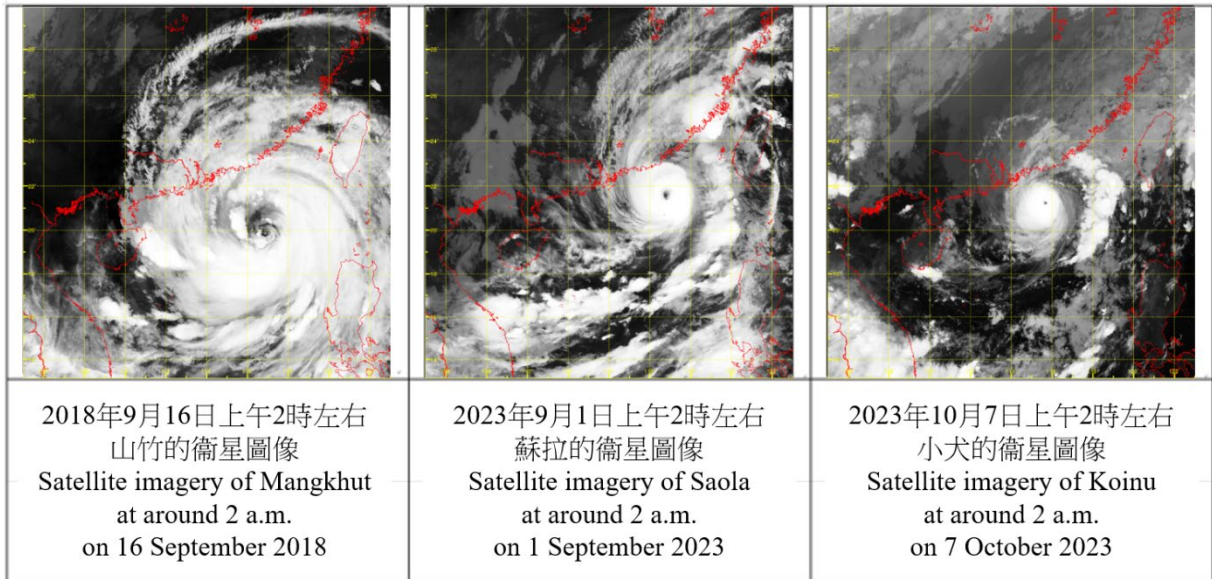 2018年9月16日上午2時左右
山竹的衞星圖像
Satellite imagery of Mangkhut
at around 2 a.m.
on 16 September 2018
2023年9月1日上午2時左右
蘇拉的衞星圖像
Satellite imagery of Saola
at around 2 a.m.
on 1 September 2023
2023年10月7日上午2時左右
小犬的衞星圖像
Satellite imagery of Koinu
at around 2 a.m.
on 7 October 2023